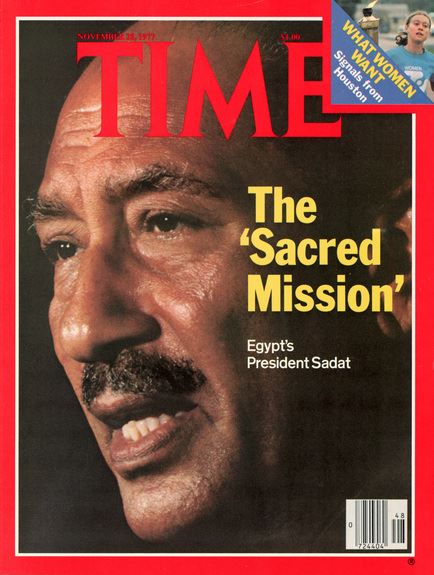 NOVEMBER 28, 1977
$1.00
TIME
WHAT WOMEN
WANT
Signals from
Houston
WOMEN
The
‘Sacred
Mission’
Egypt’s
President Sadat
48
0
724404
®